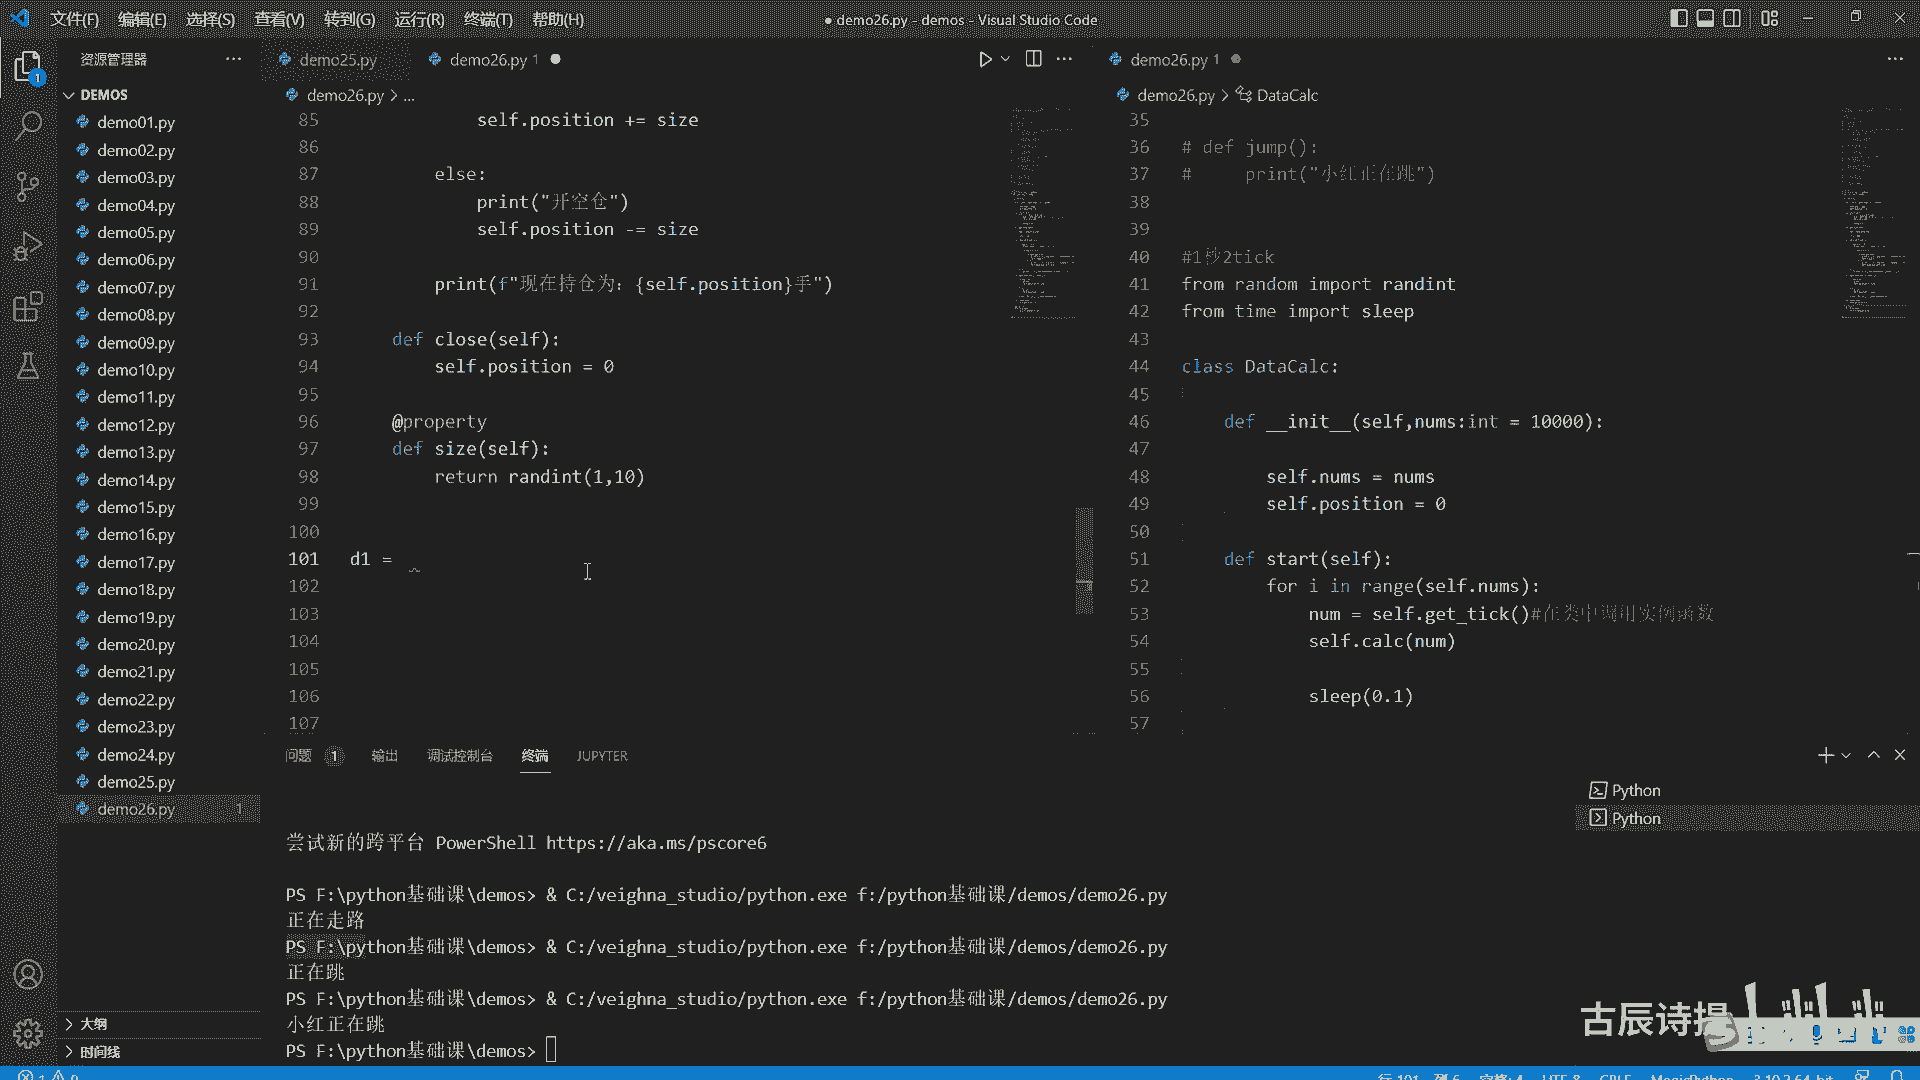 文件(F) 编辑(E) 选择(S) 查看(V) 转到(G) 运行(R) 终端(T) 帮助(H)
● demo26.py - demos - Visual Studio Code
资源管理器
DEMOS
demo01.py
demo02.py
demo03.py
demo04.py
demo05.py
demo06.py
demo07.py
demo08.py
demo09.py
demo10.py
demo11.py
demo12.py
demo13.py
demo14.py
demo15.py
demo16.py
demo17.py
demo18.py
demo19.py
demo20.py
demo21.py
demo22.py
demo23.py
demo24.py
demo25.py
demo26.py 1
大纲
时间线
demo25.py
demo26.py 1
demo26.py > ...
85 self.position += size
86
87 else:
88 print("开空仓")
89 self.position -= size
90
91 print(f"现在持仓为：{self.position}手")
92
93 def close(self):
94 self.position = 0
95
96 @property
97 def size(self):
98 return randint(1,10)
99
100
101 d1 =
102
103
104
105
106
107
demo26.py 1
demo26.py > DataCalc
35
36 # def jump():
37 # print("小红正在跳")
38
39
40 #1秒2tick
41 from random import randint
42 from time import sleep
43
44 class DataCalc:
45
46 def __init__(self,nums:int = 10000):
47
48 self.nums = nums
49 self.position = 0
50
51 def start(self):
52 for i in range(self.nums):
53 num = self.get_tick()#在类中调用实例函数
54 self.calc(num)
55
56 sleep(0.1)
57
问题 1 输出 调试控制台 终端 JUPYTER
尝试新的跨平台 PowerShell https://aka.ms/pscore6
PS F:\python基础课\demos> & C:/veighna_studio/python.exe f:/python基础课/demos/demo26.py
正在走路
PS F:\python基础课\demos> & C:/veighna_studio/python.exe f:/python基础课/demos/demo26.py
正在跳
PS F:\python基础课\demos> & C:/veighna_studio/python.exe f:/python基础课/demos/demo26.py
小红正在跳
PS F:\python基础课\demos>
Python
Python
古辰诗提